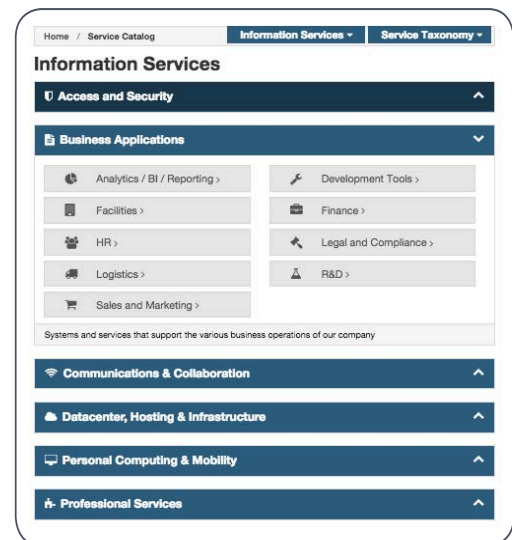 Home / Service Catalog Information Services Service Taxonomy
Information Services
Access and Security
Business Applications
Analytics / BI / Reporting > Development Tools >
Facilities > Finance >
HR > Legal and Compliance >
Logistics > R&D >
Sales and Marketing >
Systems and services that support the various business operations of our company
Communications & Collaboration
Datacenter, Hosting & Infrastructure
Personal Computing & Mobility
Professional Services